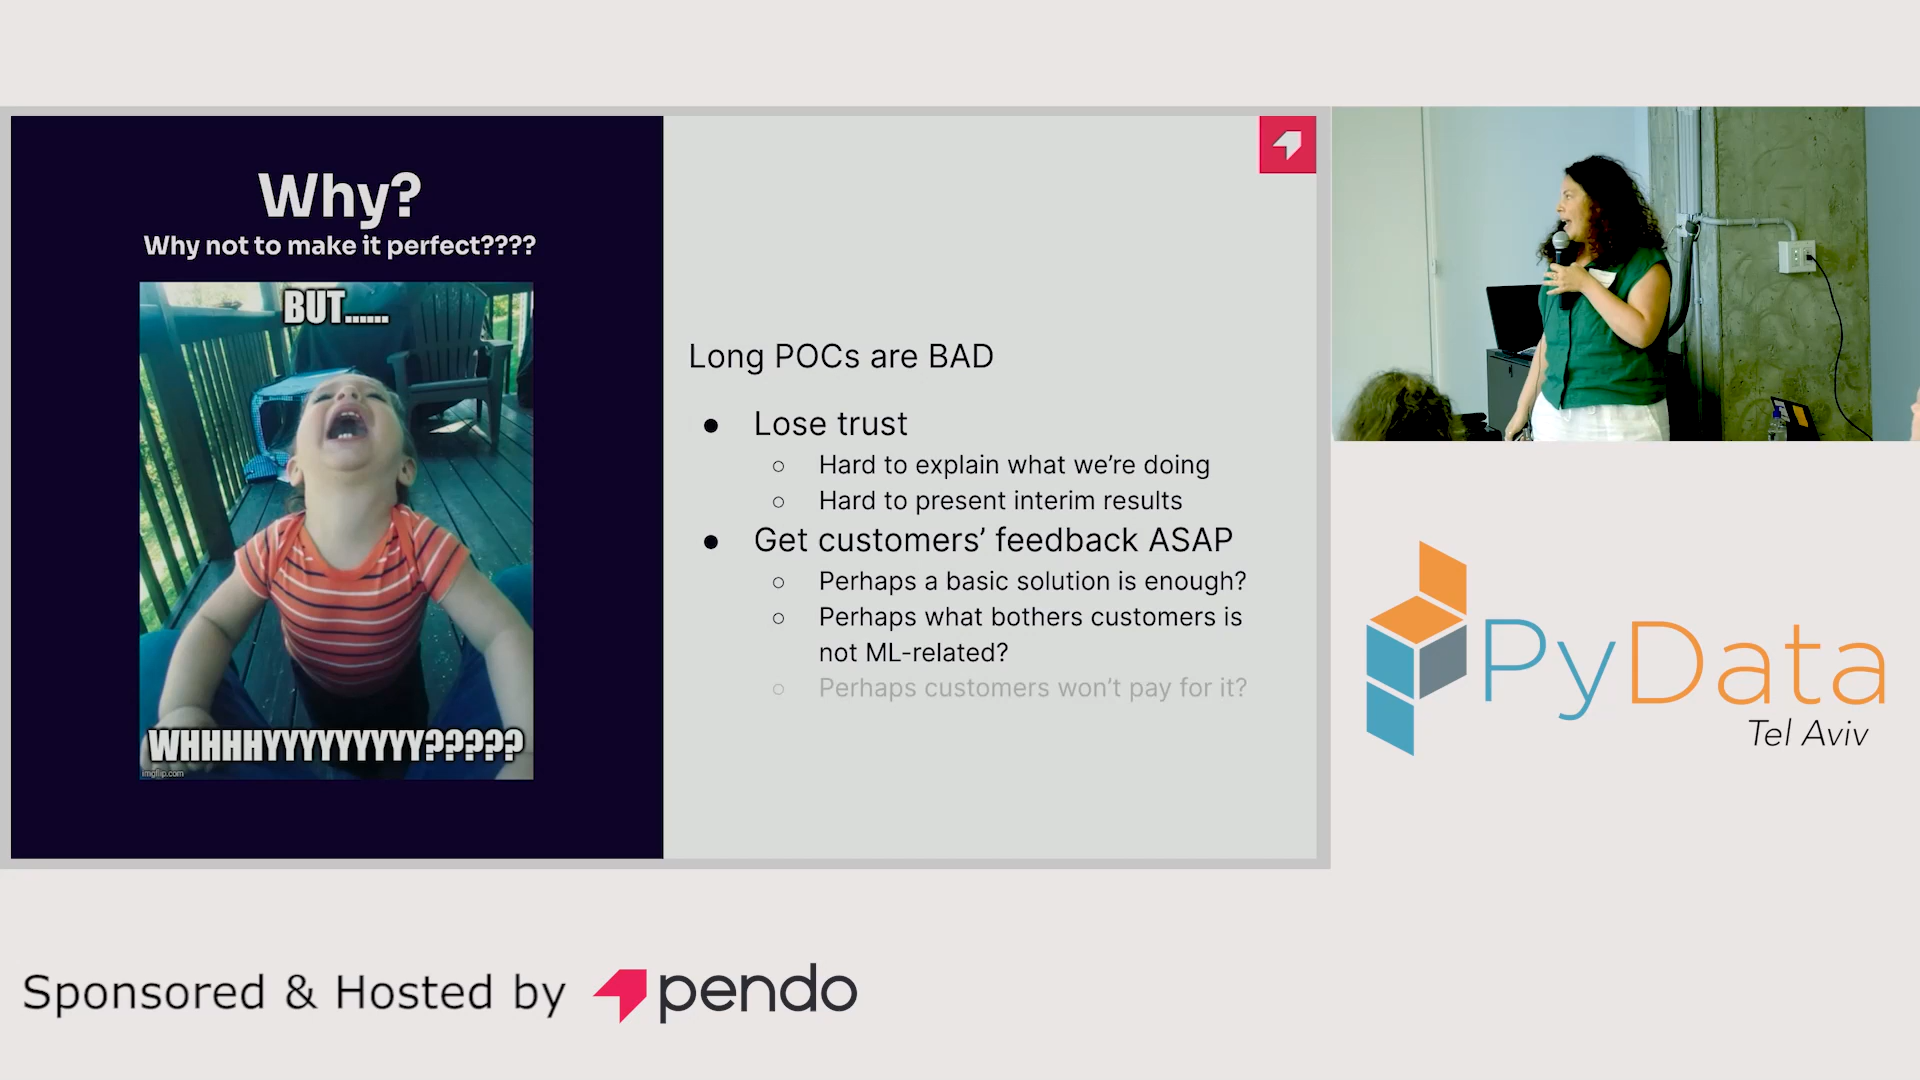 Why?
Why not to make it perfect????
BUT......
WHHHHYYYYYYYYY?????
imgflip.com
Long POCs are BAD
● Lose trust
○ Hard to explain what we’re doing
○ Hard to present interim results
● Get customers’ feedback ASAP
○ Perhaps a basic solution is enough?
○ Perhaps what bothers customers is
not ML-related?
○ Perhaps customers won’t pay for it?
PyData
Tel Aviv
Sponsored & Hosted by pendo